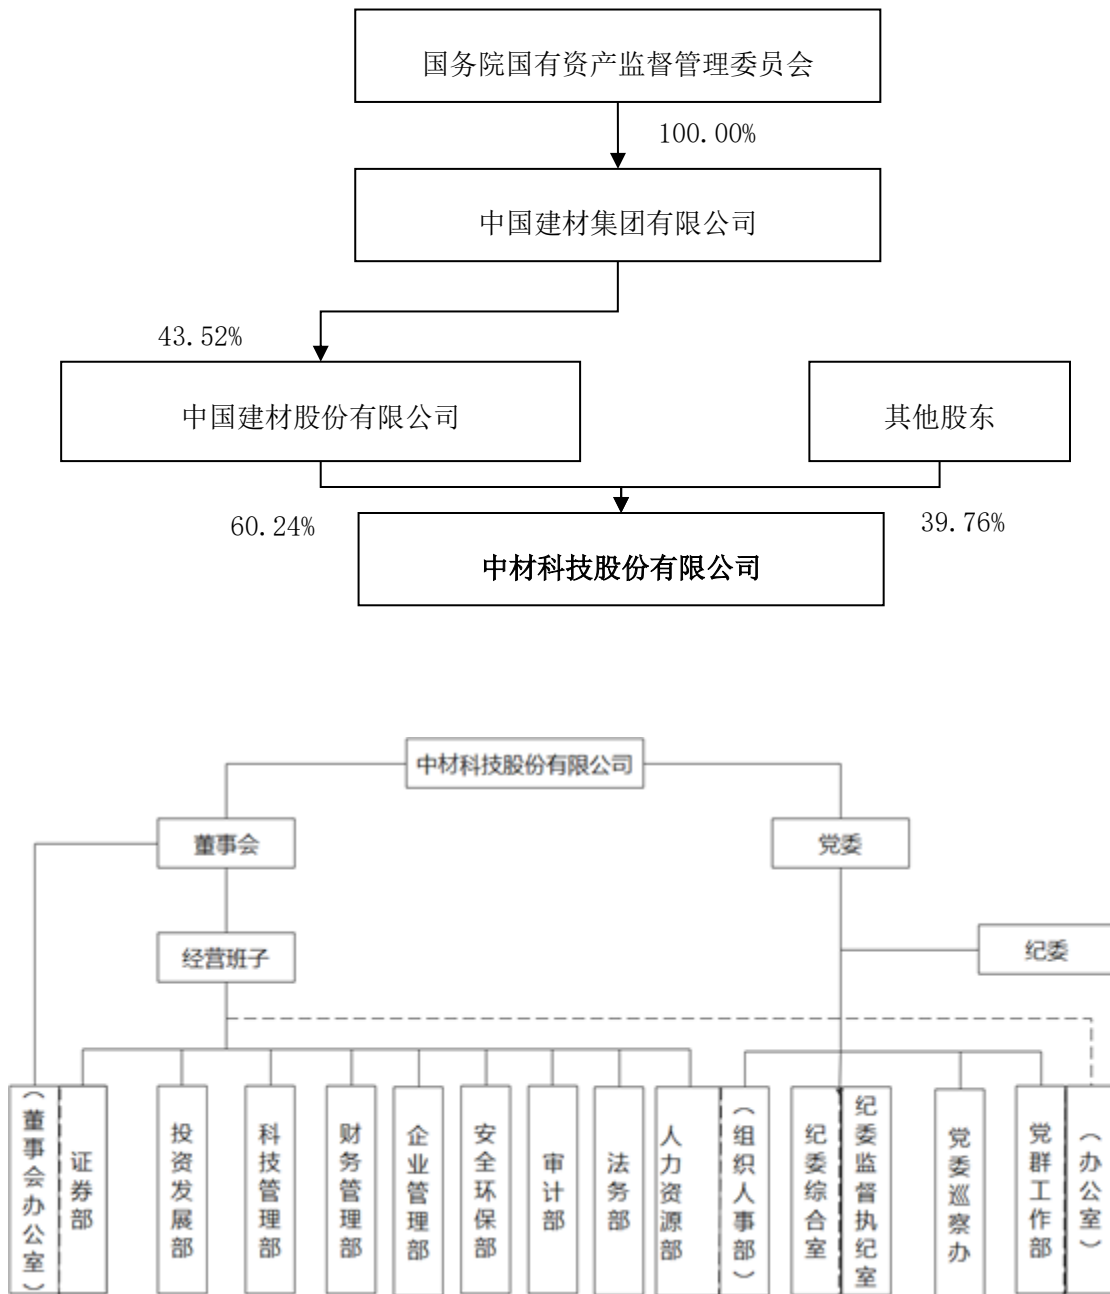 国务院国有资产监督管理委员会
100.00%
中国建材集团有限公司
43.52%
中国建材股份有限公司
其他股东
60.24%
39.76%
中材科技股份有限公司
中材科技股份有限公司
董事会
党委
经营班子
纪委
（董事会办公室）
证券部
投资发展部
科技管理部
财务管理部
企业管理部
安全环保部
审计部
法务部
人力资源部
（组织人事部）
纪委综合室
纪委监督执纪室
党委巡察办
党群工作部
（办公室）